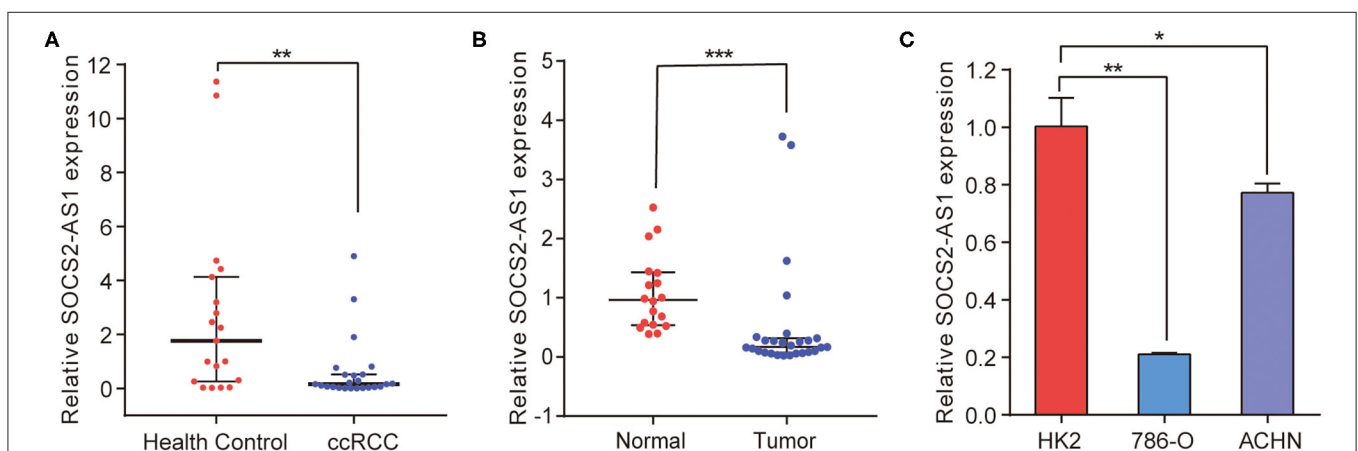 A
Relative SOCS2-AS1 expression
12
10
8
6
4
2
0
**
Health Control
ccRCC
B
Relative SOCS2-AS1 expression
5
4
3
2
1
0
-1
***
Normal
Tumor
C
Relative SOCS2-AS1 expression
1.2
1.0
0.8
0.6
0.4
0.2
0.0
*
**
HK2
786-O
ACHN